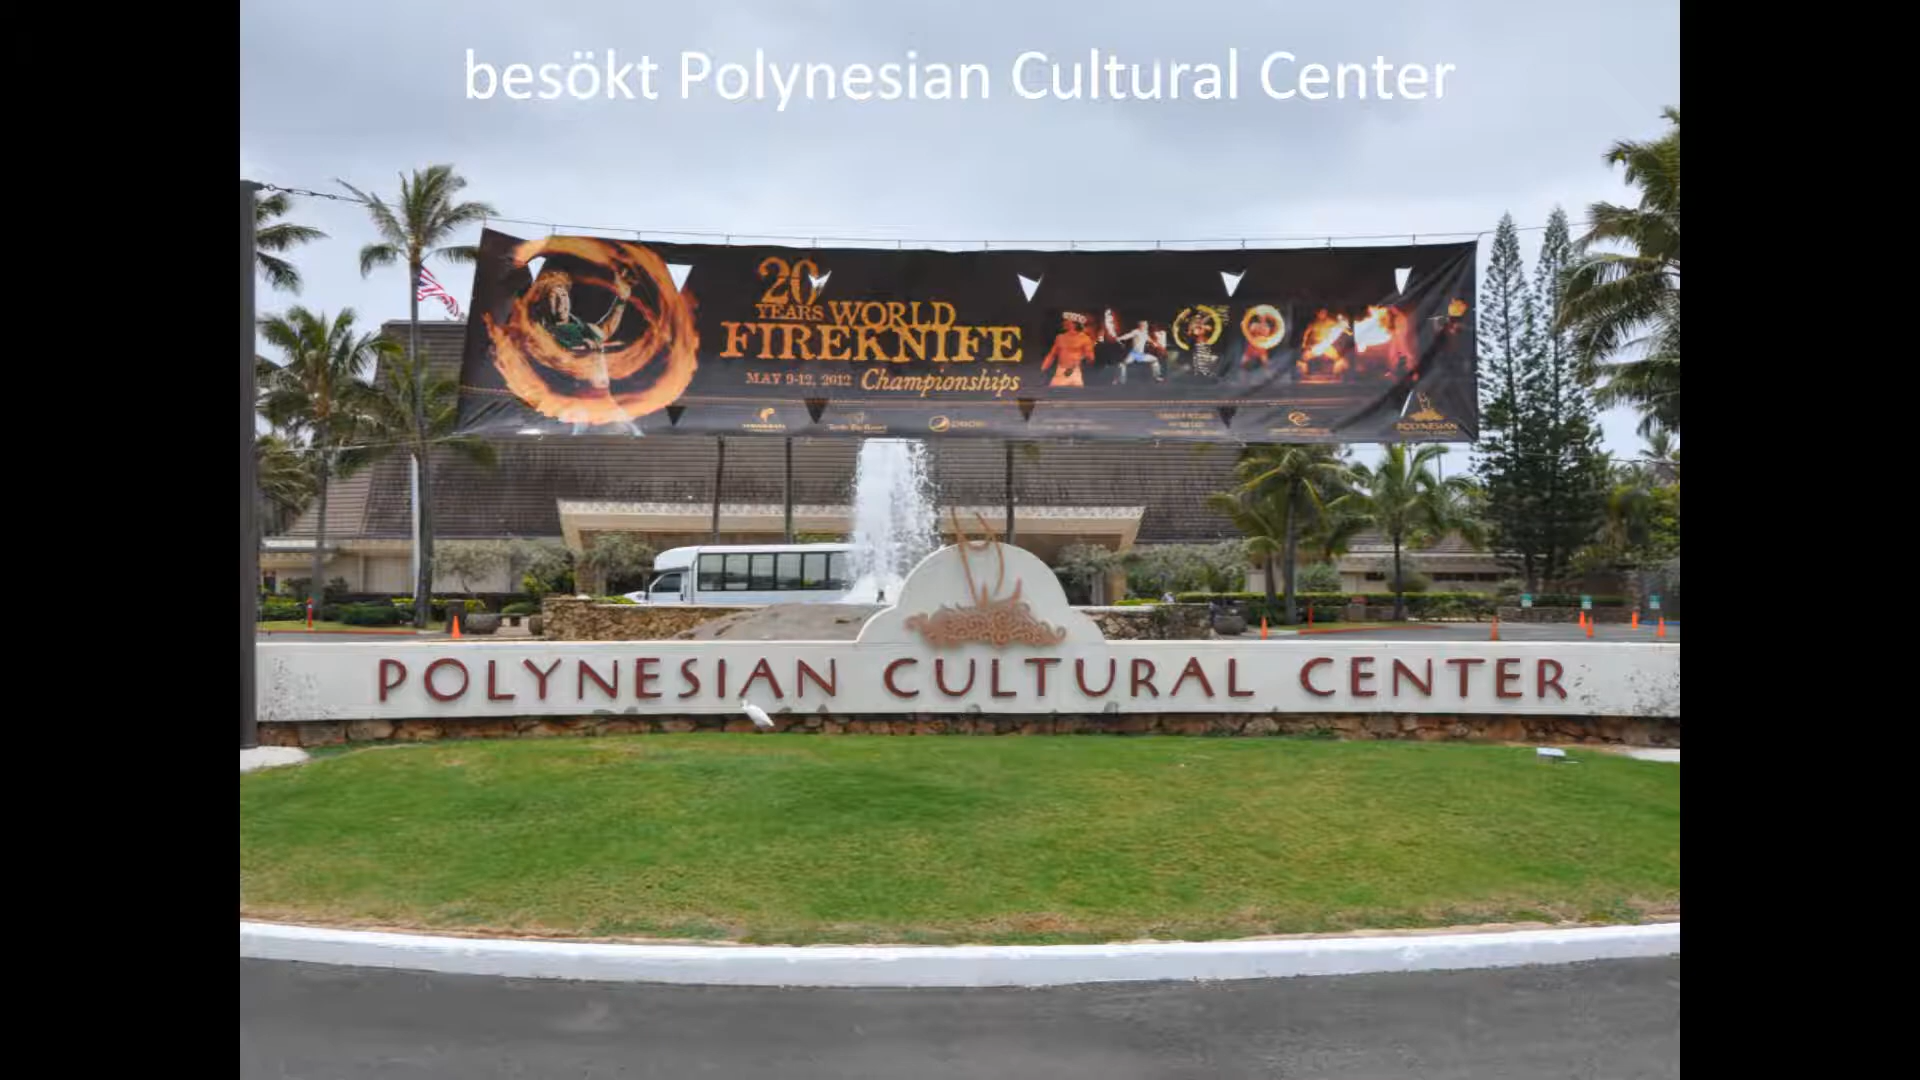 besökt Polynesian Cultural Center
20
YEARS WORLD
FIREKNIFE
MAY 9-12, 2012 Championships
POLYNESIAN
POLYNESIAN CULTURAL CENTER